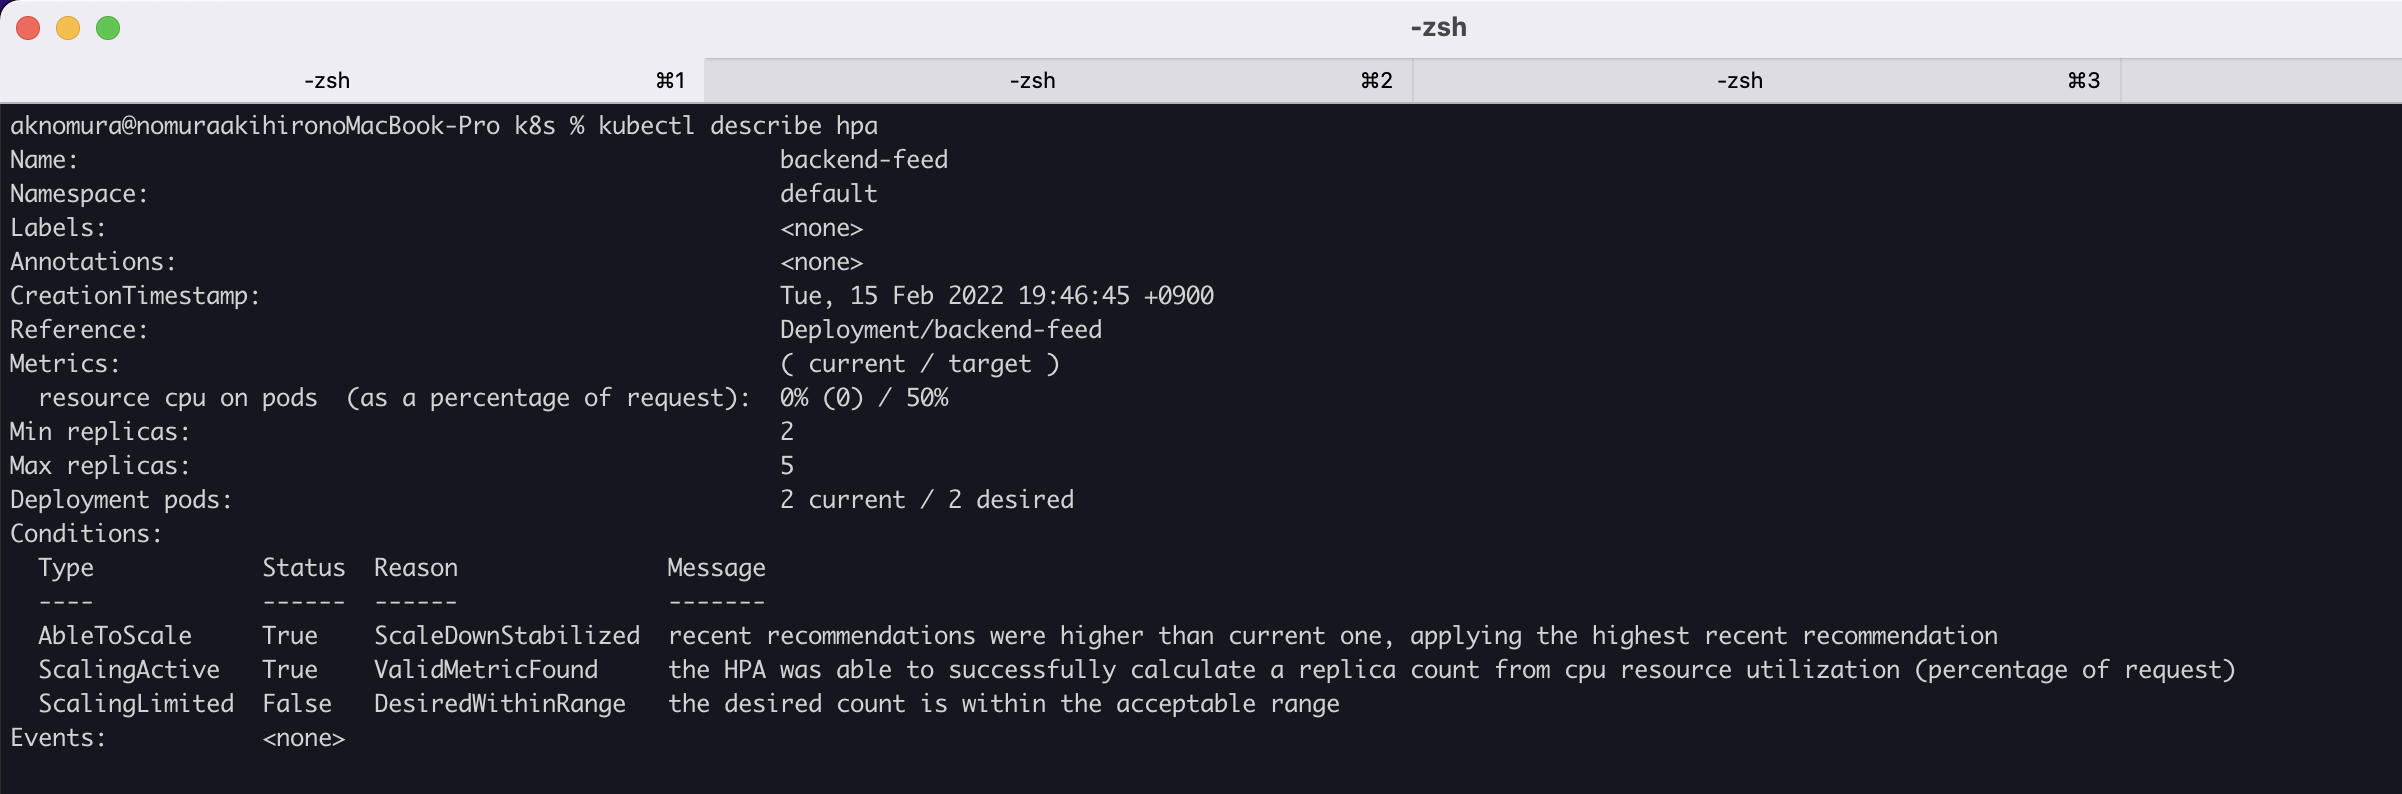 -zsh
-zsh ⌘1 -zsh ⌘2 -zsh ⌘3
aknomura@nomuraakihironoMacBook-Pro k8s % kubectl describe hpa
Name: backend-feed
Namespace: default
Labels: <none>
Annotations: <none>
CreationTimestamp: Tue, 15 Feb 2022 19:46:45 +0900
Reference: Deployment/backend-feed
Metrics: ( current / target )
resource cpu on pods (as a percentage of request): 0% (0) / 50%
Min replicas: 2
Max replicas: 5
Deployment pods: 2 current / 2 desired
Conditions:
Type Status Reason Message
---- ------ ------ -------
AbleToScale True ScaleDownStabilized recent recommendations were higher than current one, applying the highest recent recommendation
ScalingActive True ValidMetricFound the HPA was able to successfully calculate a replica count from cpu resource utilization (percentage of request)
ScalingLimited False DesiredWithinRange the desired count is within the acceptable range
Events: <none>